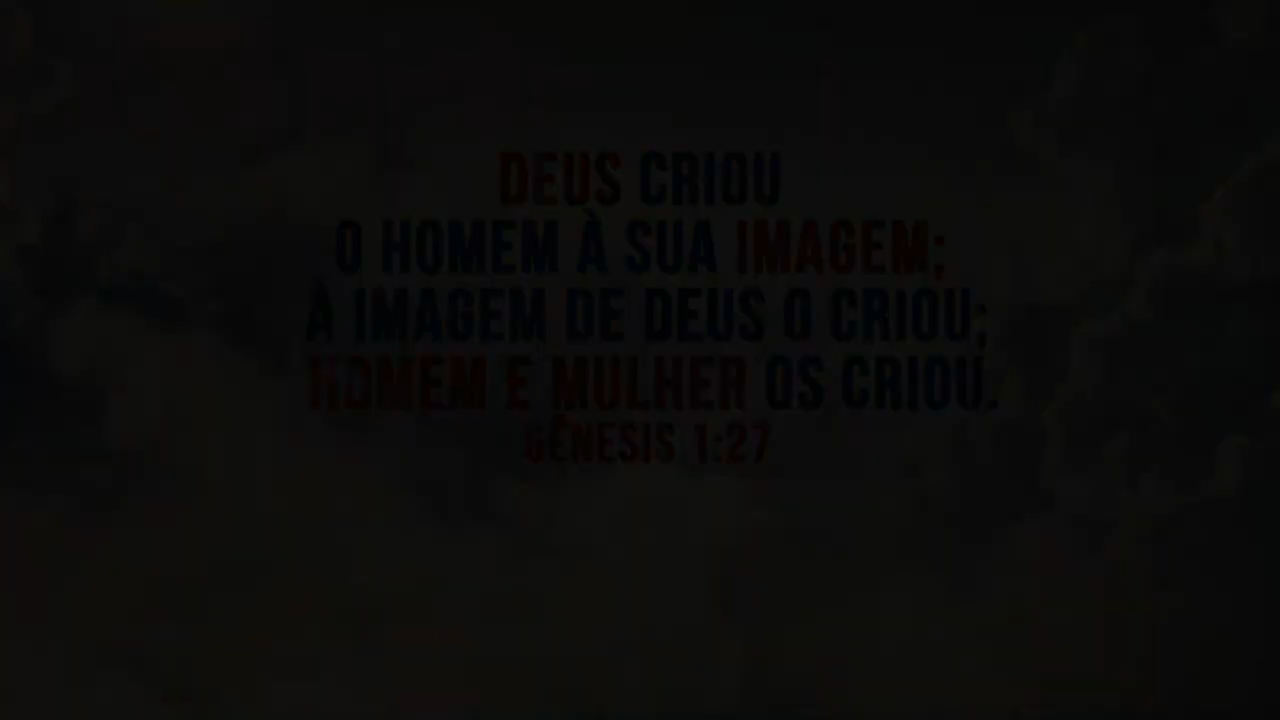 DEUS CRIOU
O HOMEM À SUA IMAGEM;
À IMAGEM DE DEUS O CRIOU;
HOMEM E MULHER OS CRIOU.
GÊNESIS 1:27